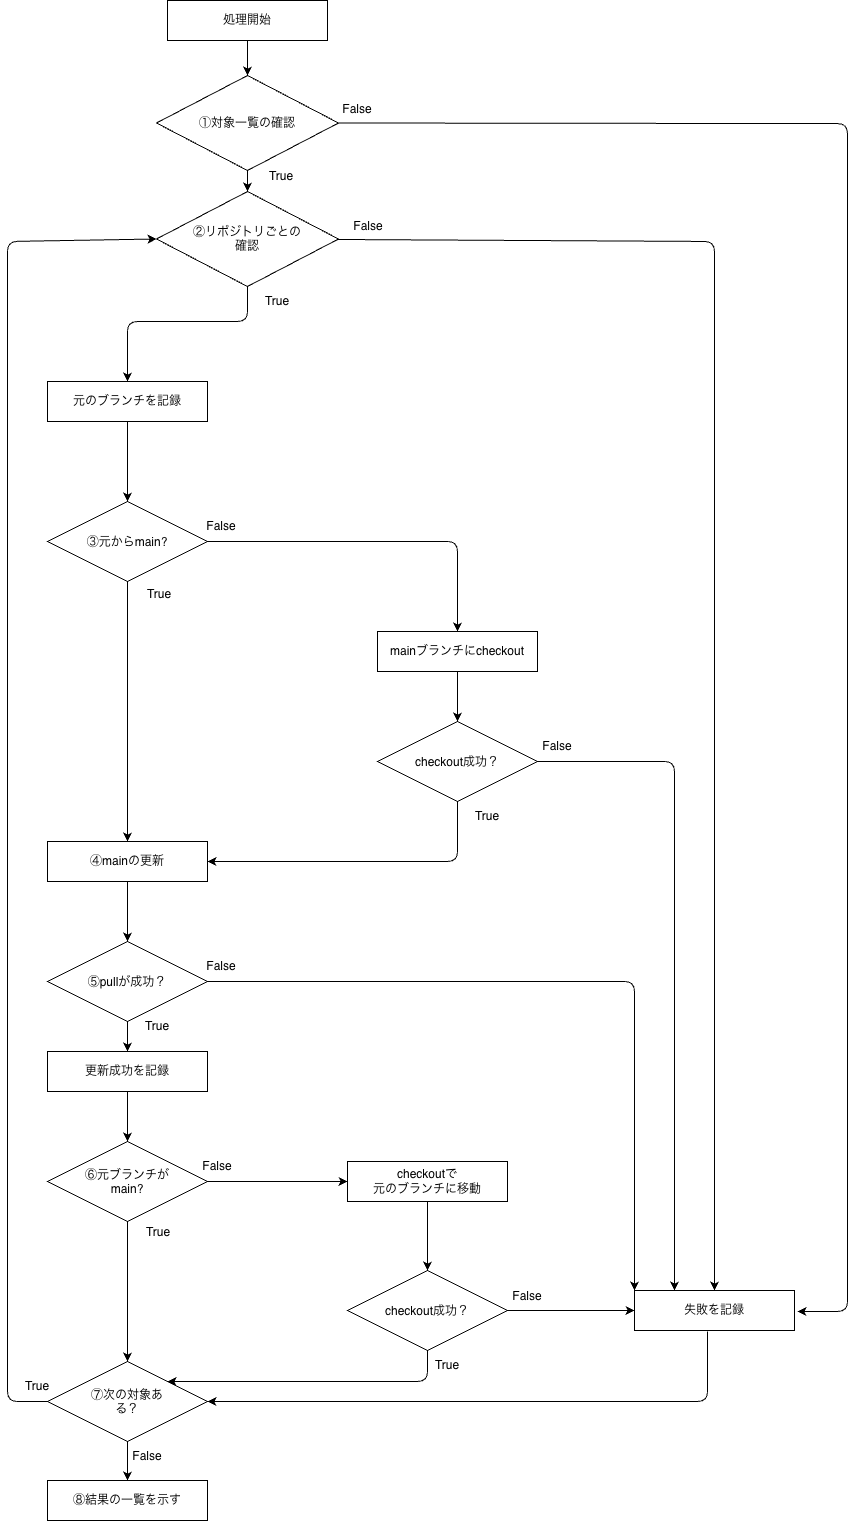 処理開始
①対象一覧の確認
False
True
②リポジトリごとの
確認
False
True
元のブランチを記録
③元からmain?
False
True
mainブランチにcheckout
checkout成功？
False
True
④mainの更新
⑤pullが成功？
False
True
更新成功を記録
⑥元ブランチが
main?
False
True
checkoutで
元のブランチに移動
checkout成功？
False
True
失敗を記録
⑦次の対象あ
る？
True
False
⑧結果の一覧を示す